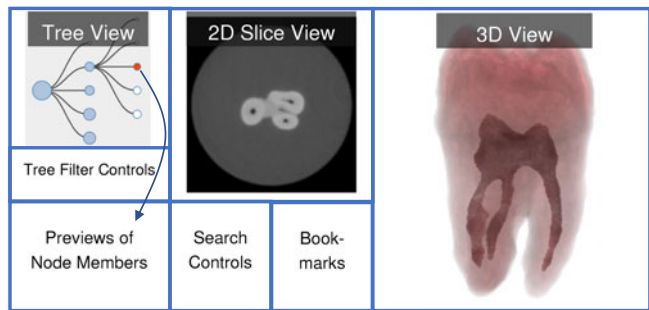 Tree View
2D Slice View
3D View
Tree Filter Controls
Previews of
Node Members
Search
Controls
Book-
marks